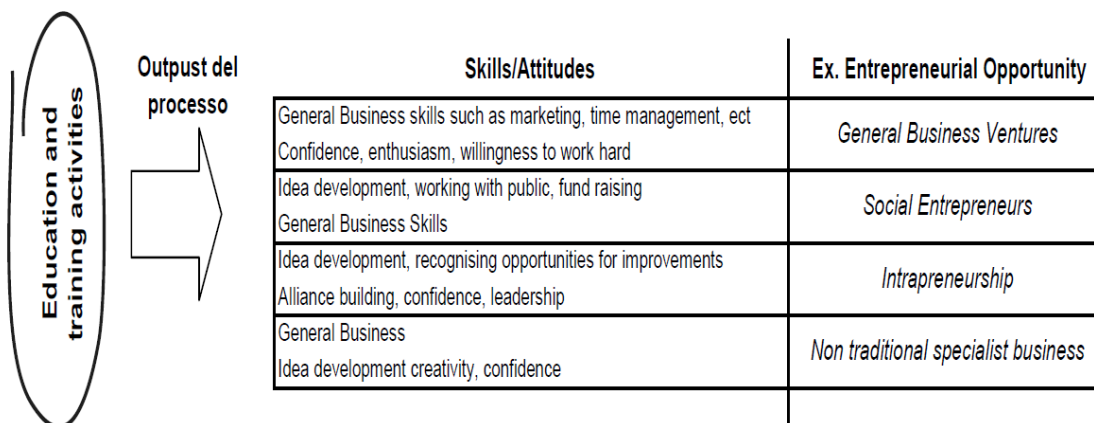 Education and
training activities
Outpust del
processo
Skills/Attitudes
Ex. Entrepreneurial Opportunity
General Business skills such as marketing, time management, ect
Confidence, enthusiasm, willingness to work hard
General Business Ventures
Idea development, working with public, fund raising
General Business Skills
Social Entrepreneurs
Idea development, recognising opportunities for improvements
Alliance building, confidence, leadership
Intrapreneurship
General Business
Idea development creativity, confidence
Non traditional specialist business